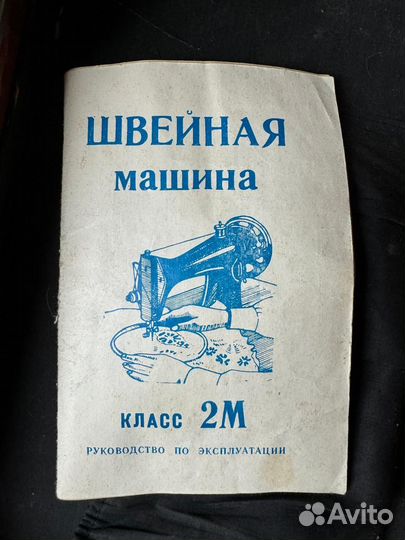 ШВЕЙНАЯ
машина
КЛАСС 2М
РУКОВОДСТВО ПО ЭКСПЛУАТАЦИИ
Avito